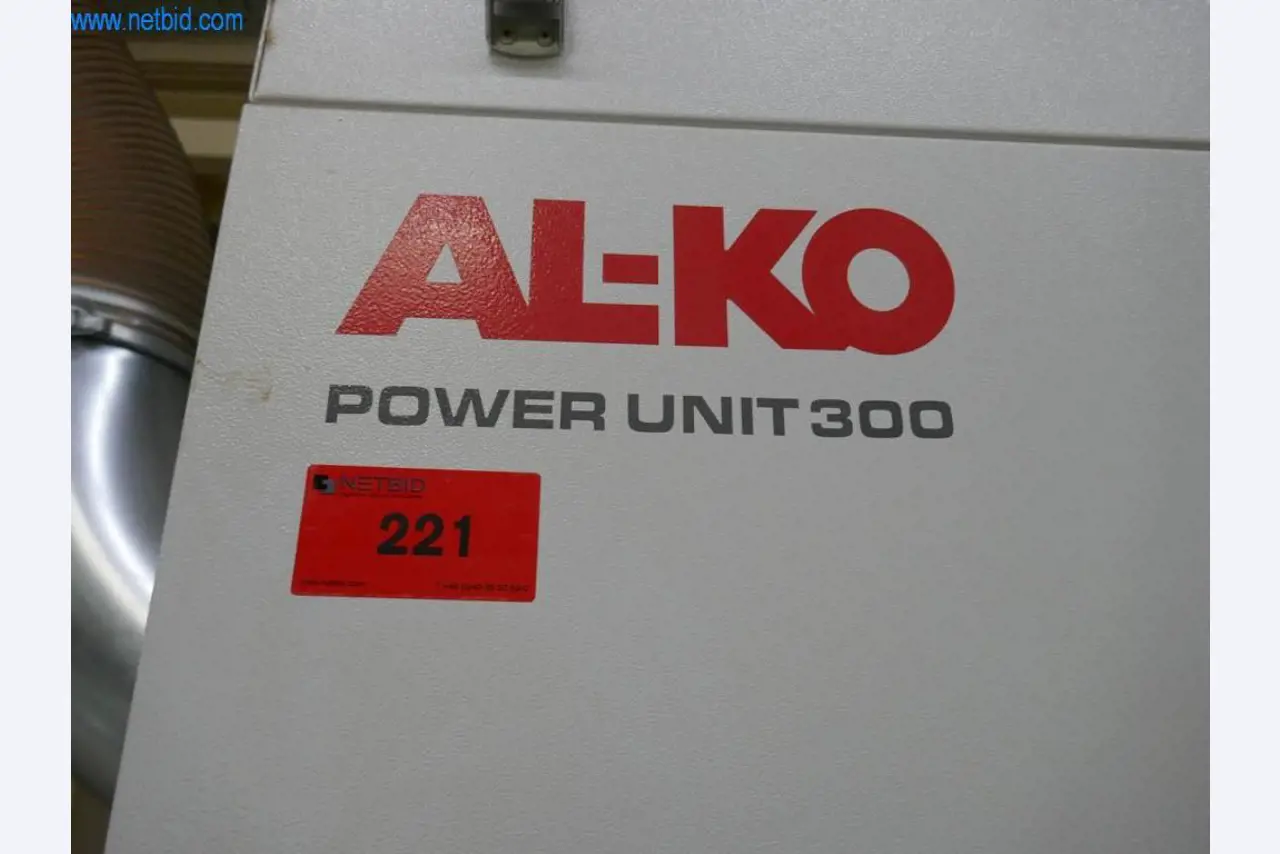 www.netbid.com
AL-KO
POWER UNIT 300
NETBID
221